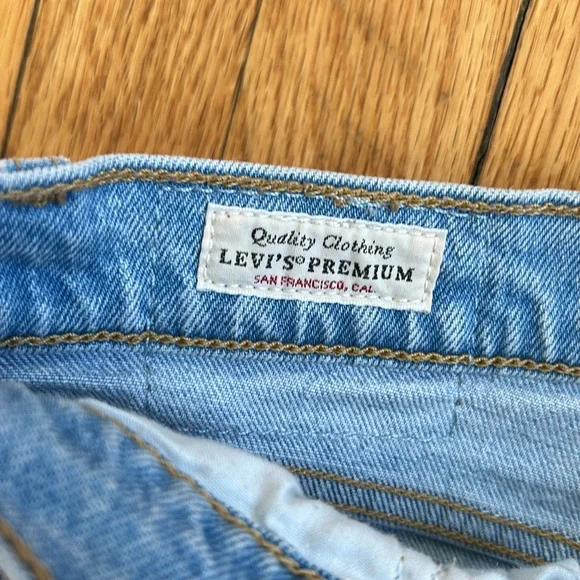 Quality Clothing
LEVI'S® PREMIUM
SAN FRANCISCO, CAL.